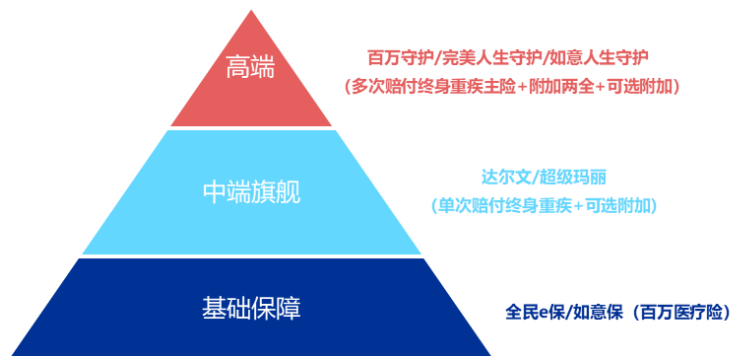 高端
百万守护/完美人生守护/如意人生守护
（多次赔付终身重疾主险+附加两全+可选附加）
中端旗舰
达尔文/超级玛丽
（单次赔付终身重疾+可选附加）
基础保障
全民e保/如意保（百万医疗险）